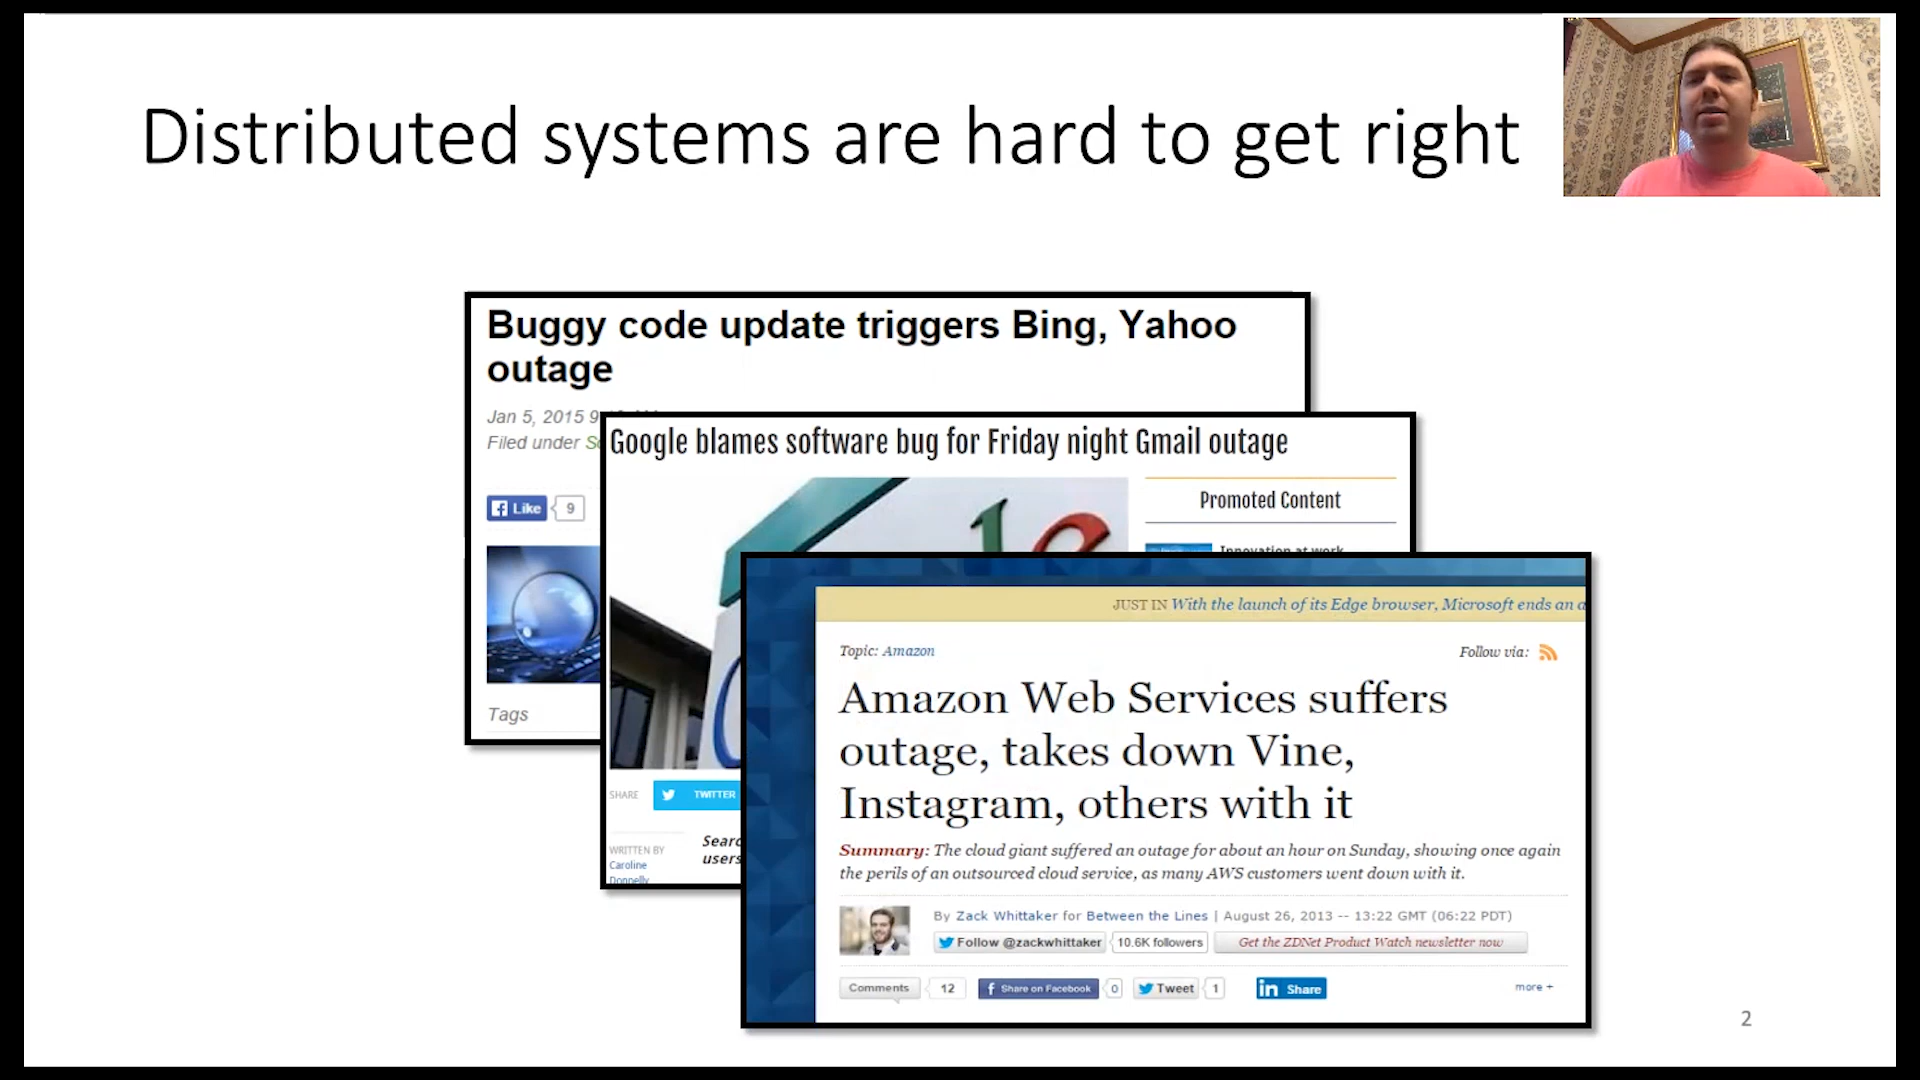 Distributed systems are hard to get right
Buggy code update triggers Bing, Yahoo
outage
Jan 5, 2015 9
Filed under
Like 9
Tags
Google blames software bug for Friday night Gmail outage
Promoted Content
Innovation at work
SHARE TWITTER
WRITTEN BY
Caroline
Donnelly
users
JUST IN With the launch of its Edge browser, Microsoft ends an
Topic: Amazon Follow via:
Amazon Web Services suffers
outage, takes down Vine,
Instagram, others with it
Summary: The cloud giant suffered an outage for about an hour on Sunday, showing once again
the perils of an outsourced cloud service, as many AWS customers went down with it.
By Zack Whittaker for Between the Lines | August 26, 2013 -- 13:22 GMT (06:22 PDT)
Follow @zackwhittaker 10.6K followers Get the ZDNet Product Watch newsletter now
Comments 12 f Share on Facebook 0 Tweet 1 in Share more +
2